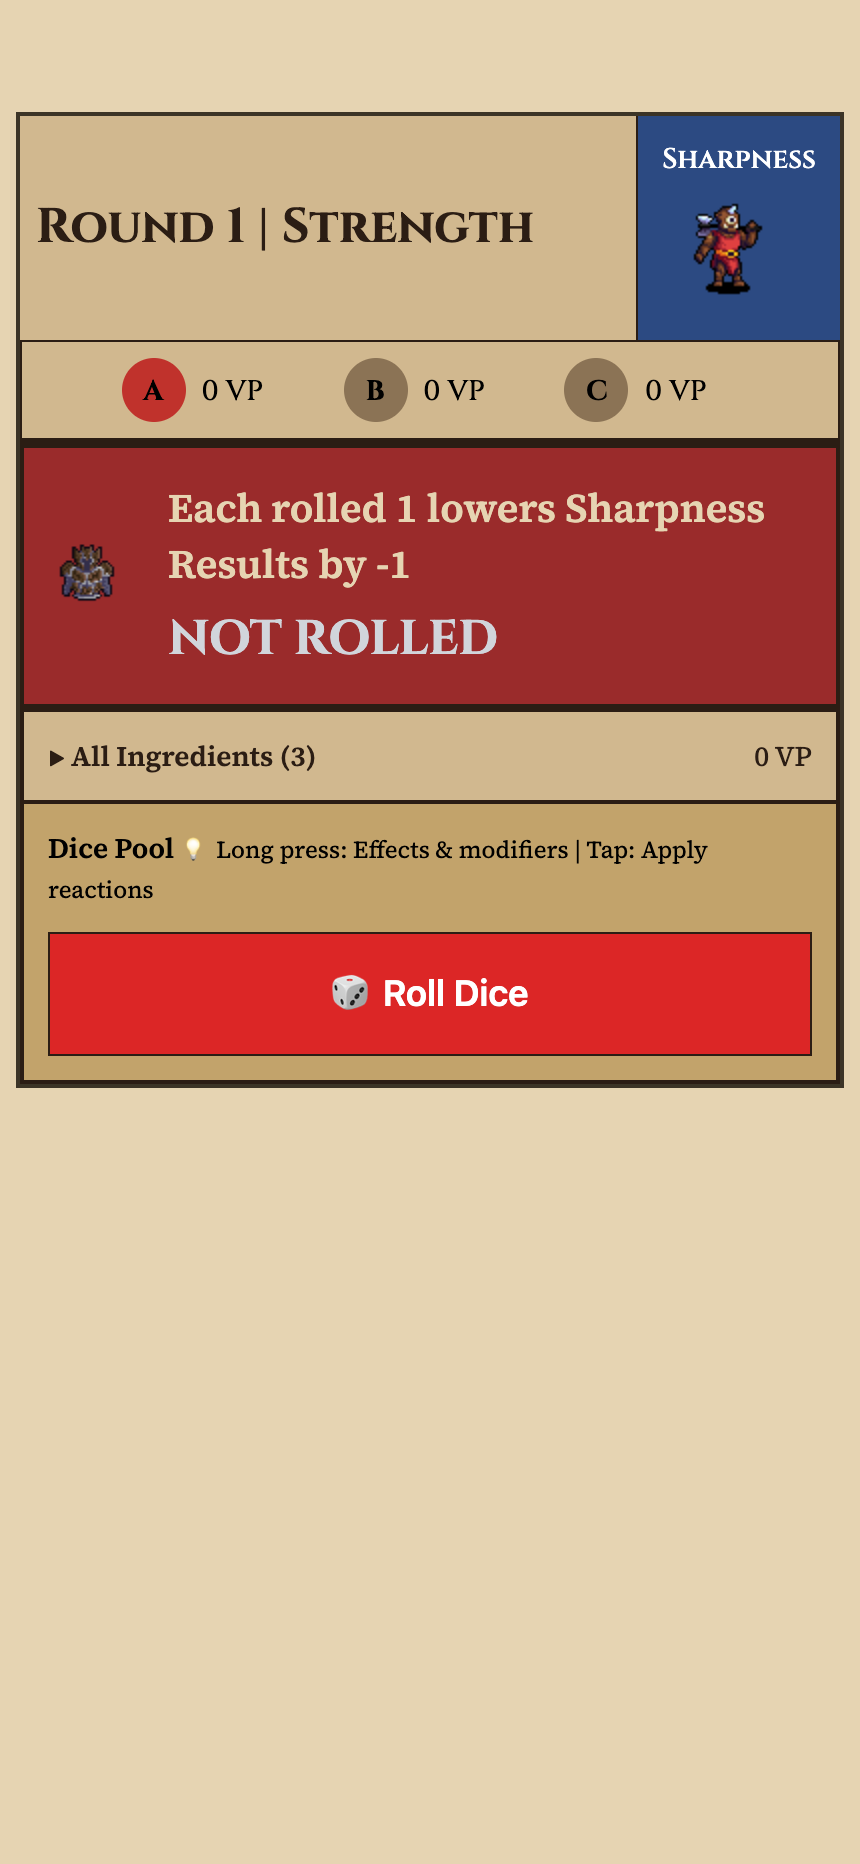 Round 1 | Strength
Sharpness
A 0 VP B 0 VP C 0 VP
Each rolled 1 lowers Sharpness
Results by -1
NOT ROLLED
▶ All Ingredients (3) 0 VP
Dice Pool 💡 Long press: Effects & modifiers | Tap: Apply
reactions
🎲 Roll Dice